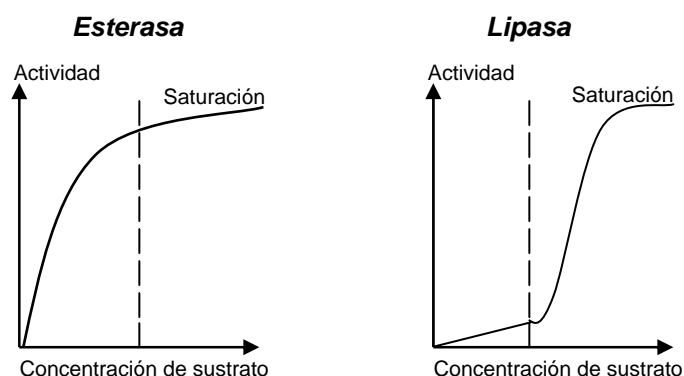 Esterasa
Actividad
Saturación
Concentración de sustrato
Lipasa
Actividad
Saturación
Concentración de sustrato